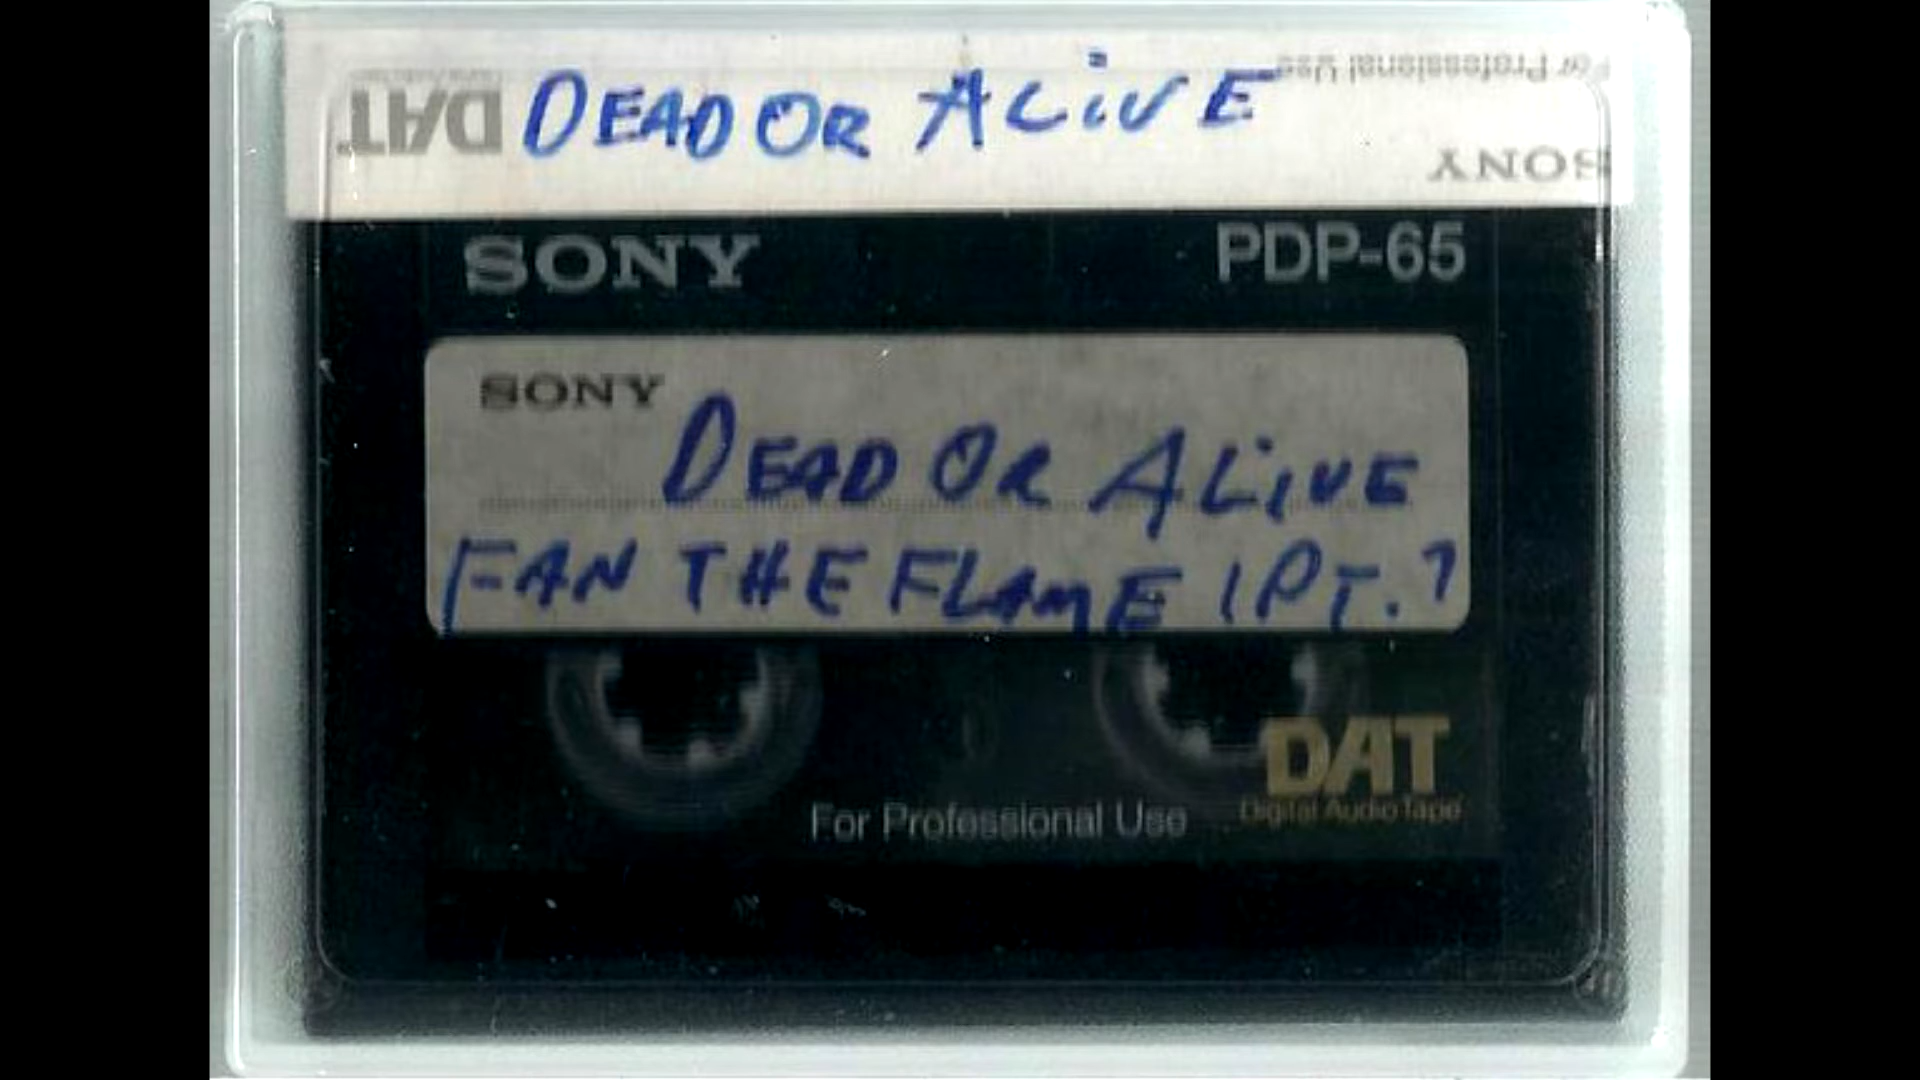 For Professional Use
DAT DEAD OR ALiVE
SONY
SONY PDP-65
SONY
DEAD OR ALiVE
FAN THE FLAME (PT.
DAT
Digital Audio Tape
For Professional Use